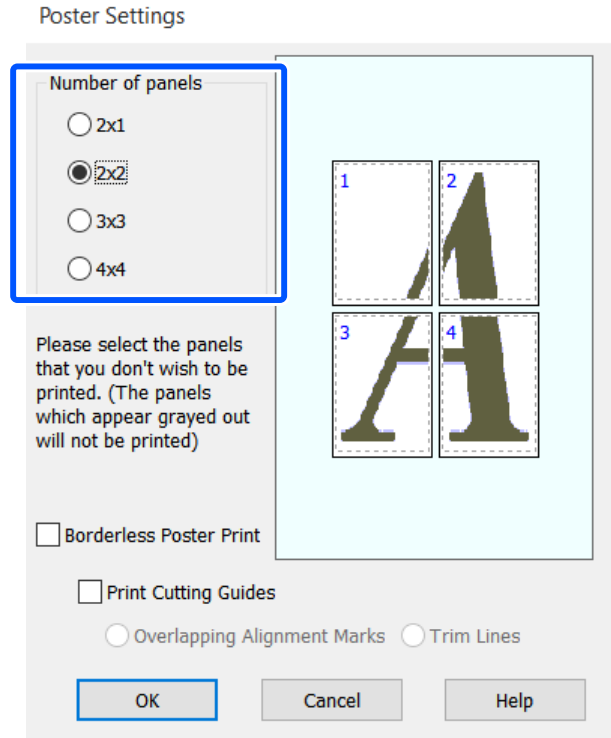 Poster Settings
Number of panels
2x1
2x2
3x3
4x4
1
2
3
4
Please select the panels
that you don't wish to be
printed. (The panels
which appear grayed out
will not be printed)
Borderless Poster Print
Print Cutting Guides
Overlapping Alignment Marks
Trim Lines
OK
Cancel
Help